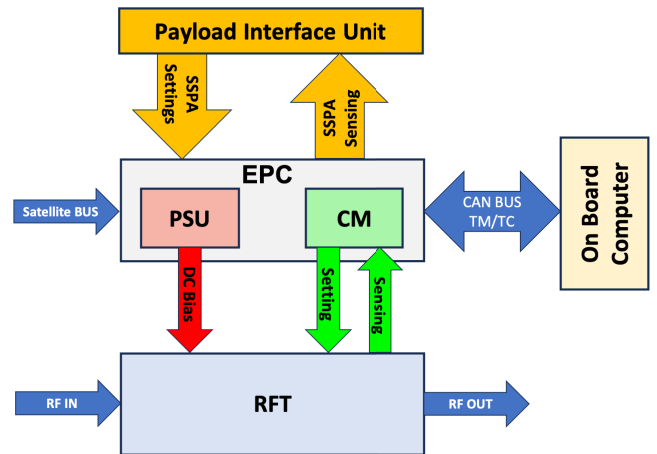 Payload Interface Unit
SSPA
Settings
SSPA
Sensing
EPC
PSU
CM
Satellite BUS
CAN BUS
TM/TC
On Board
Computer
DC Bias
Setting
Sensing
RF IN
RFT
RF OUT